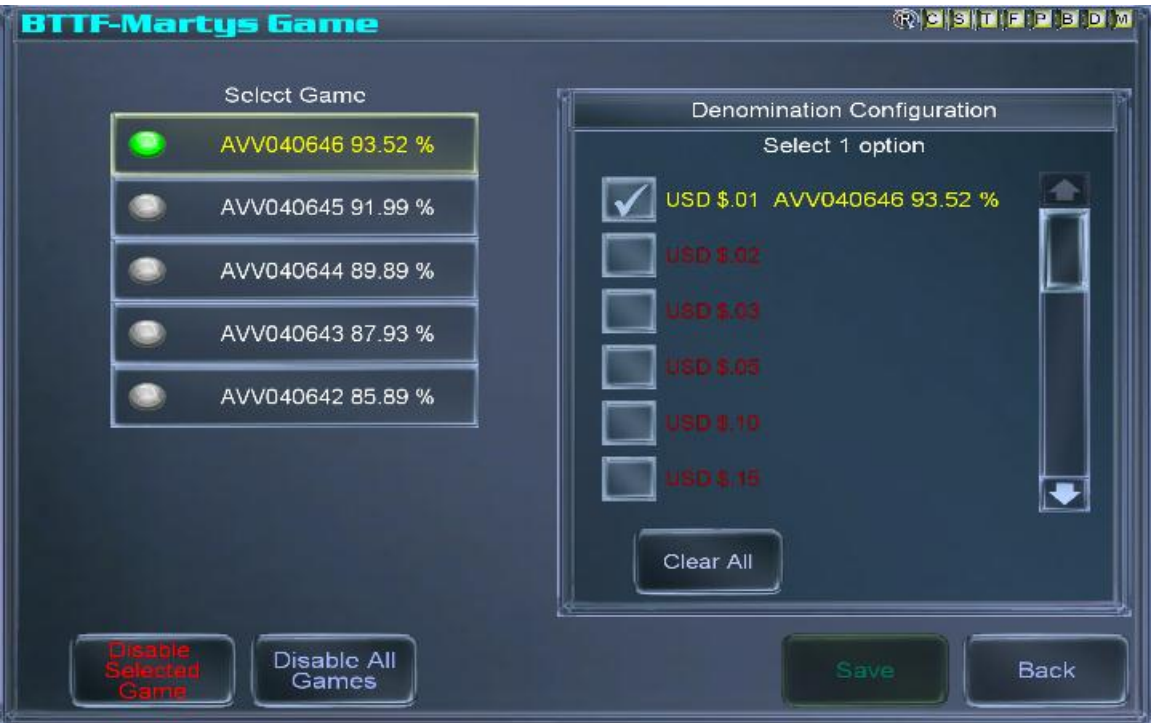 BTTF-Martys Game
R C S T F P B D M
Select Game
AVV040646 93.52 %
AVV040645 91.99 %
AVV040644 89.89 %
AVV040643 87.93 %
AVV040642 85.89 %
Denomination Configuration
Select 1 option
USD $.01 AVV040646 93.52 %
USD $.02
USD $.03
USD $.05
USD $.10
USD $.15
Clear All
Disable
Selected
Game
Disable All
Games
Save
Back